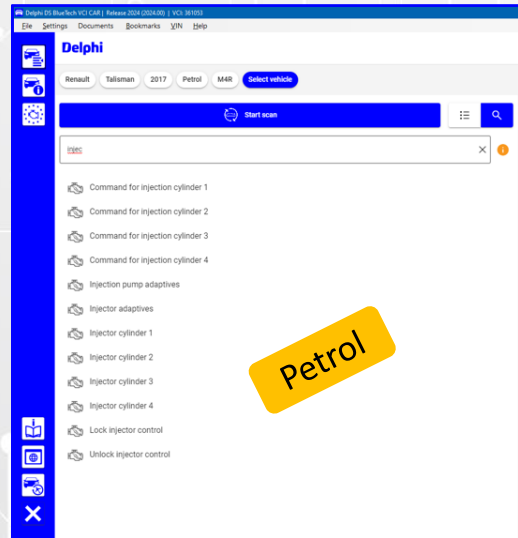 Delphi DS BlueTech VCI CAR | Release 2024 (2024.00) | VCI: 361053
File Settings Documents Bookmarks VIN Help
Delphi
Renault Talisman 2017 Petrol M4R Select vehicle
Start scan
injec
Command for injection cylinder 1
Command for injection cylinder 2
Command for injection cylinder 3
Command for injection cylinder 4
Injection pump adaptives
Injector adaptives
Injector cylinder 1
Injector cylinder 2
Injector cylinder 3
Injector cylinder 4
Lock injector control
Unlock injector control
Petrol